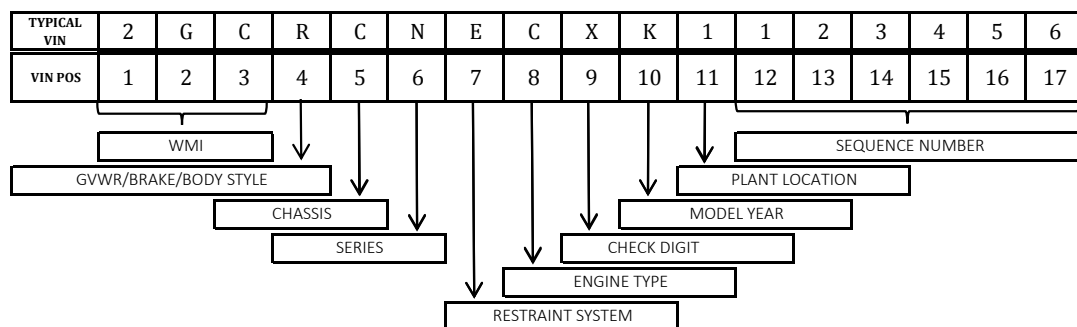 TYPICAL VIN 2 G C R C N E C X K 1 1 2 3 4 5 6
VIN POS 1 2 3 4 5 6 7 8 9 10 11 12 13 14 15 16 17
WMI SEQUENCE NUMBER
GVWR/BRAKE/BODY STYLE PLANT LOCATION
CHASSIS MODEL YEAR
SERIES CHECK DIGIT
ENGINE TYPE
RESTRAINT SYSTEM